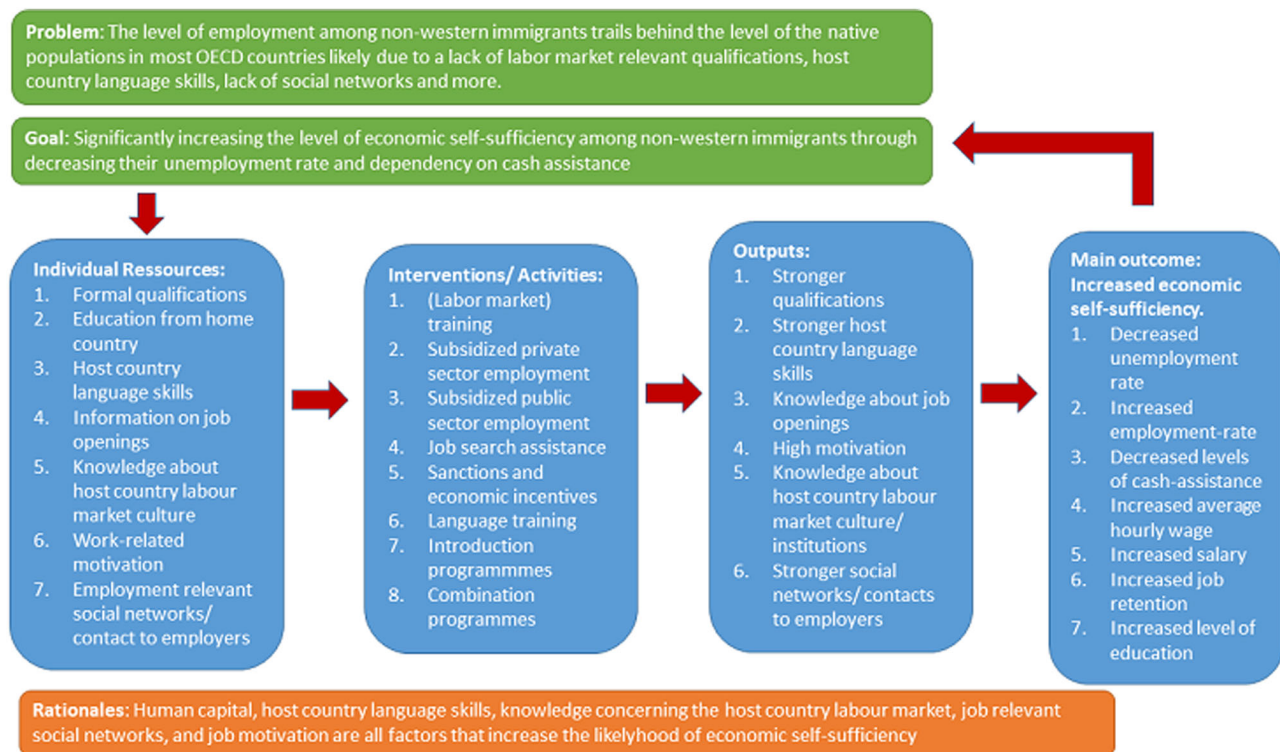 Problem: The level of employment among non-western immigrants trails behind the level of the native
populations in most OECD countries likely due to a lack of labor market relevant qualifications, host
country language skills, lack of social networks and more.
Goal: Significantly increasing the level of economic self-sufficiency among non-western immigrants through
decreasing their unemployment rate and dependency on cash assistance
Individual Ressources:
1. Formal qualifications
2. Education from home
country
3. Host country
language skills
4. Information on job
openings
5. Knowledge about
host country labour
market culture
6. Work-related
motivation
7. Employment relevant
social networks/
contact to employers
Interventions/ Activities:
1. (Labor market)
training
2. Subsidized private
sector employment
3. Subsidized public
sector employment
4. Job search assistance
5. Sanctions and
economic incentives
6. Language training
7. Introduction
programmmes
8. Combination
programmes
Outputs:
1. Stronger
qualifications
2. Stronger host
country language
skills
3. Knowledge about job
openings
4. High motivation
5. Knowledge about
host country labour
market culture/
institutions
6. Stronger social
networks/ contacts
to employers
Main outcome:
Increased economic
self-sufficiency.
1. Decreased
unemployment
rate
2. Increased
employment-rate
3. Decreased levels
of cash-assistance
4. Increased average
hourly wage
5. Increased salary
6. Increased job
retention
7. Increased level of
education
Rationales: Human capital, host country language skills, knowledge concerning the host country labour market, job relevant
social networks, and job motivation are all factors that increase the likelyhood of economic self-sufficiency